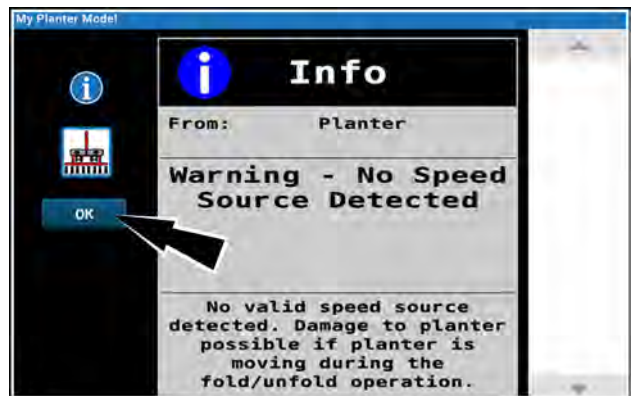 My Planter Model
Info
From: Planter
Warning - No Speed
Source Detected
OK
No valid speed source
detected. Damage to planter
possible if planter is
moving during the
fold/unfold operation.